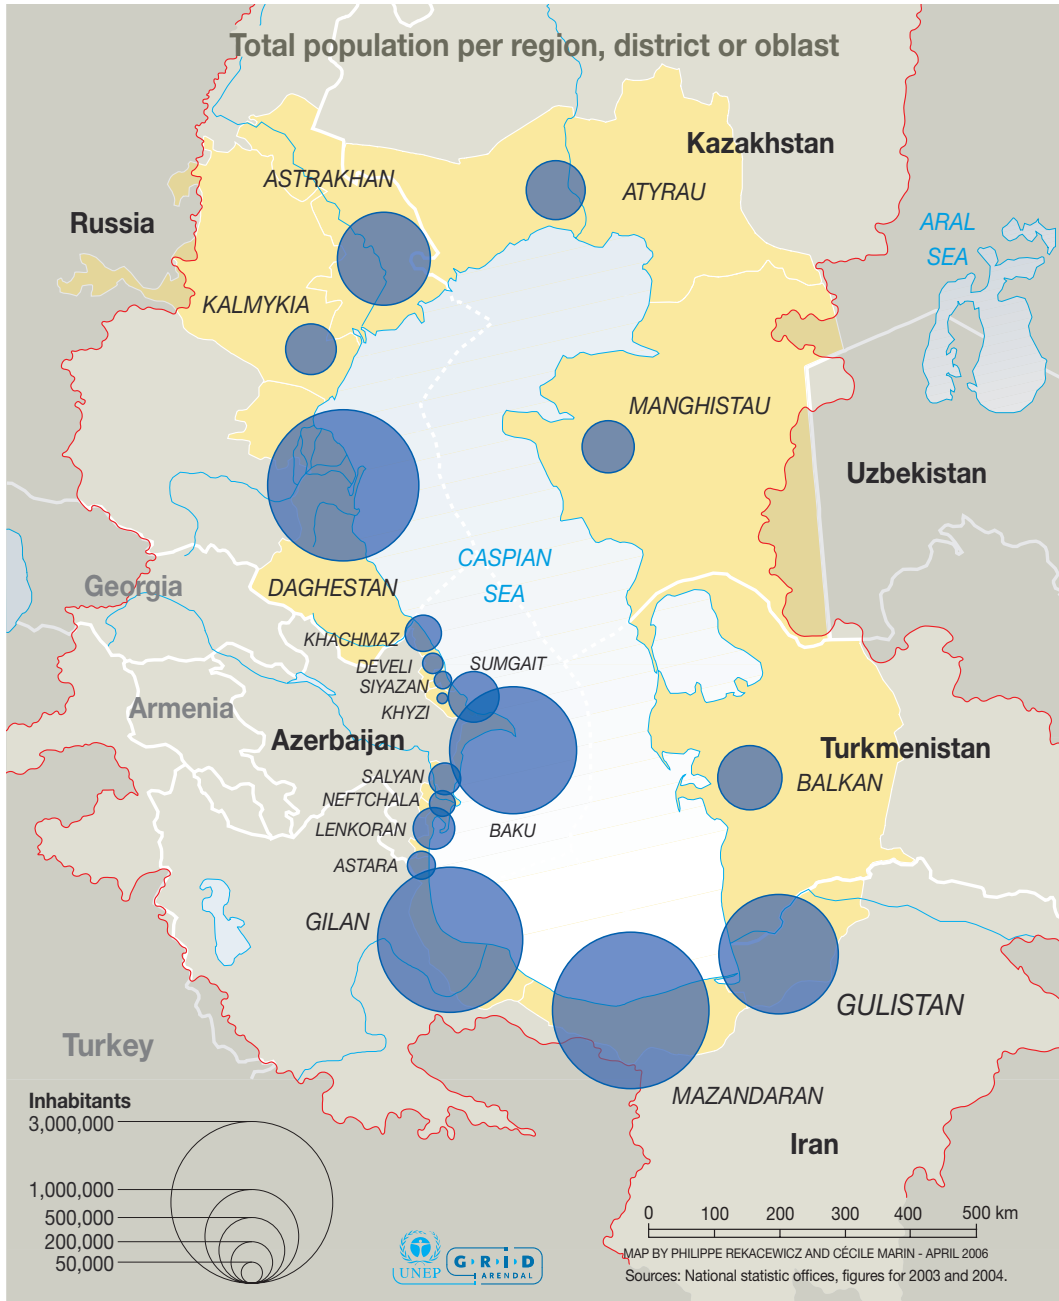 Total population per region, district or oblast
Kazakhstan
ASTRAKHAN
ATYRAU
Russia
ARAL
SEA
KALMYKIA
MANGHISTAU
Uzbekistan
CASPIAN
SEA
Georgia
DAGHESTAN
KHACHMAZ
DEVELI
SUMGAIT
SIYAZAN
KHYZI
Armenia
Azerbaijan
Turkmenistan
SALYAN
BALKAN
NEFTCHALA
LENKORAN
BAKU
ASTARA
GILAN
GULISTAN
Turkey
MAZANDARAN
Iran
Inhabitants
3,000,000
1,000,000
500,000
200,000
50,000
0 100 200 300 400 500 km
UNEP
G R I D
ARENDAL
MAP BY PHILIPPE REKACEWICZ AND CÉCILE MARIN - APRIL 2006
Sources: National statistic offices, figures for 2003 and 2004.